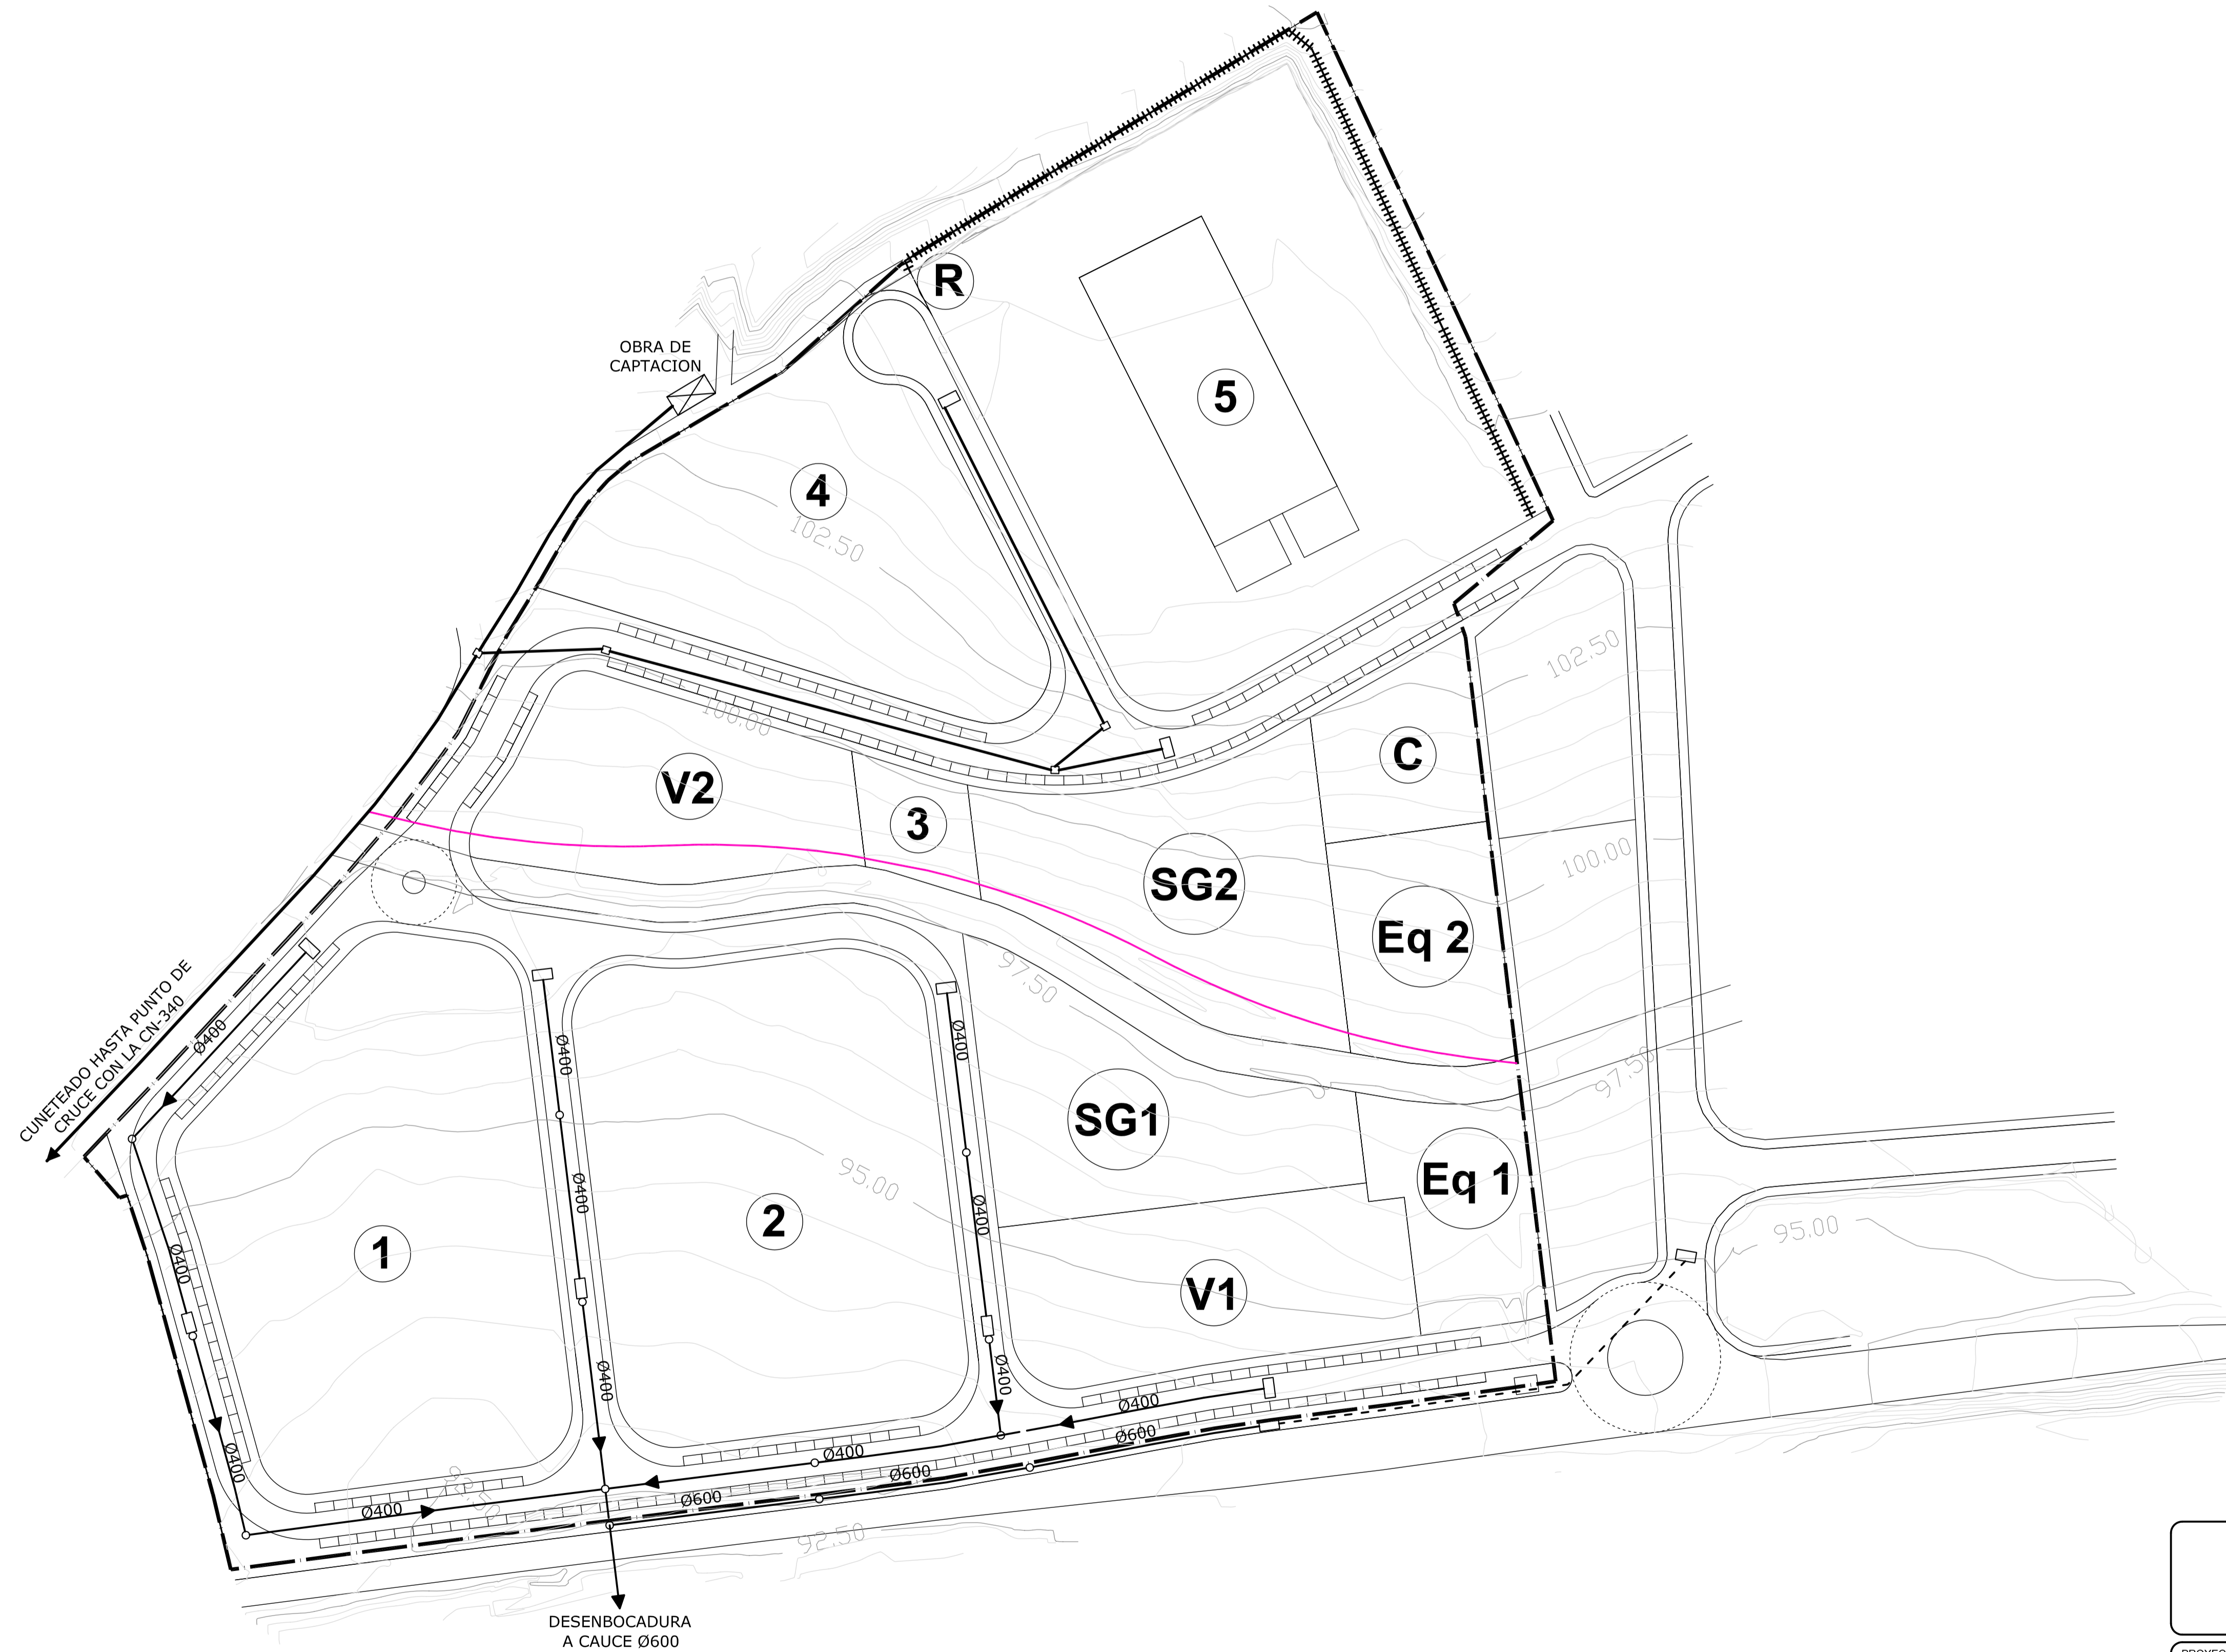 R
OBRA DE
CAPTACION
5
4
102.50
102.50
100.00
C
V2
3
SG2
100.00
Eq 2
CUNETEADO HASTA PUNTO DE
CRUCE CON LA CN-340
Ø400
97.50
Ø400
Ø400
97.50
SG1
Eq 1
95.00
Ø400
Ø400
2
1
Ø400
95.00
V1
Ø400
Ø400
Ø400
Ø600
Ø400
Ø400
Ø600
Ø600
Ø400
92.50
DESENBOCADURA
A CAUCE Ø600